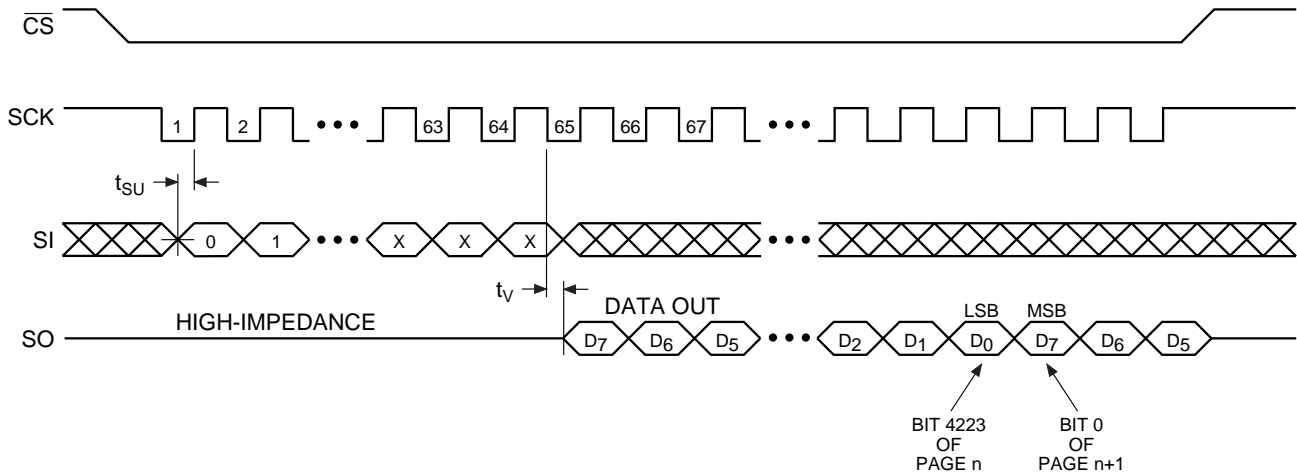 CS
SCK
1 2 ••• 63 64 65 66 67 •••
tSU
SI
0 1 ••• X X X •••
tV
HIGH-IMPEDANCE
DATA OUT
LSB MSB
SO
D7 D6 D5 ••• D2 D1 D0 D7 D6 D5
BIT 4223
OF
PAGE n
BIT 0
OF
PAGE n+1